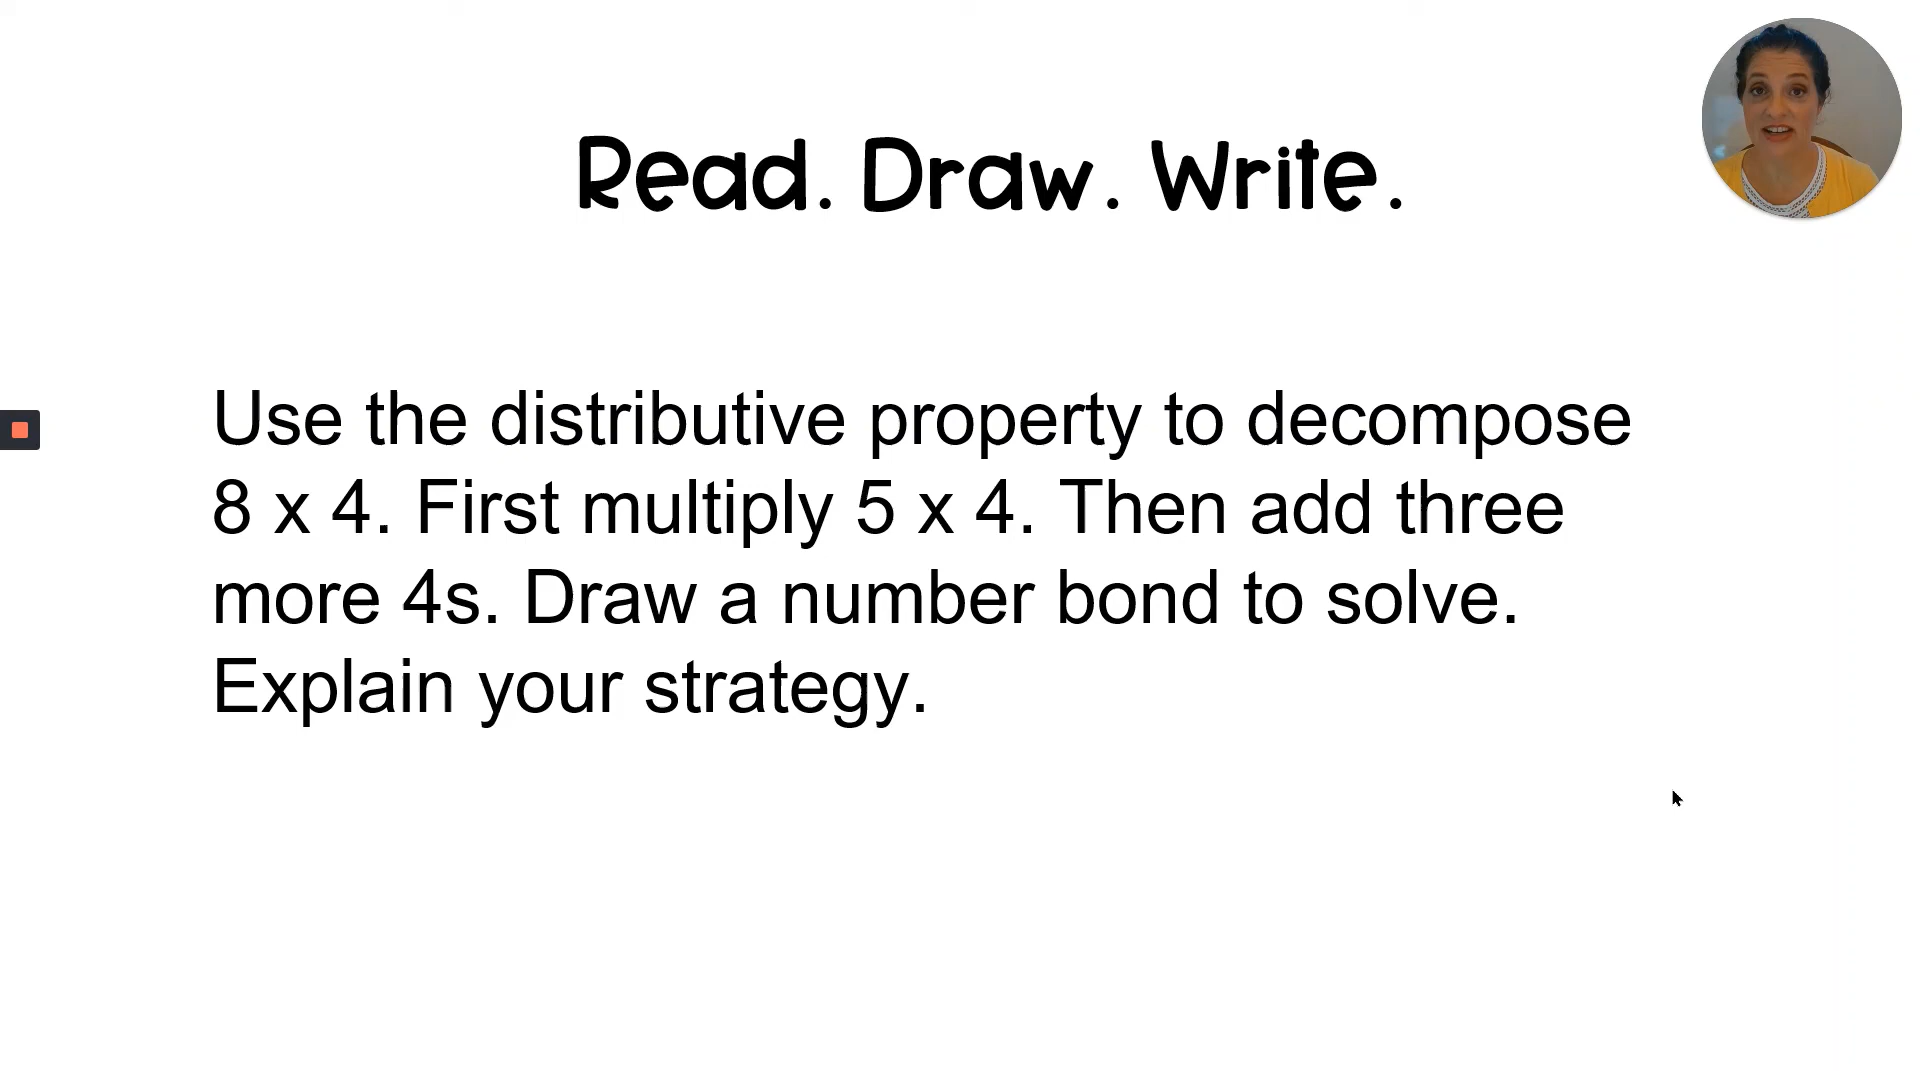 Read. Draw. Write.
Use the distributive property to decompose
8 x 4. First multiply 5 x 4. Then add three
more 4s. Draw a number bond to solve.
Explain your strategy.